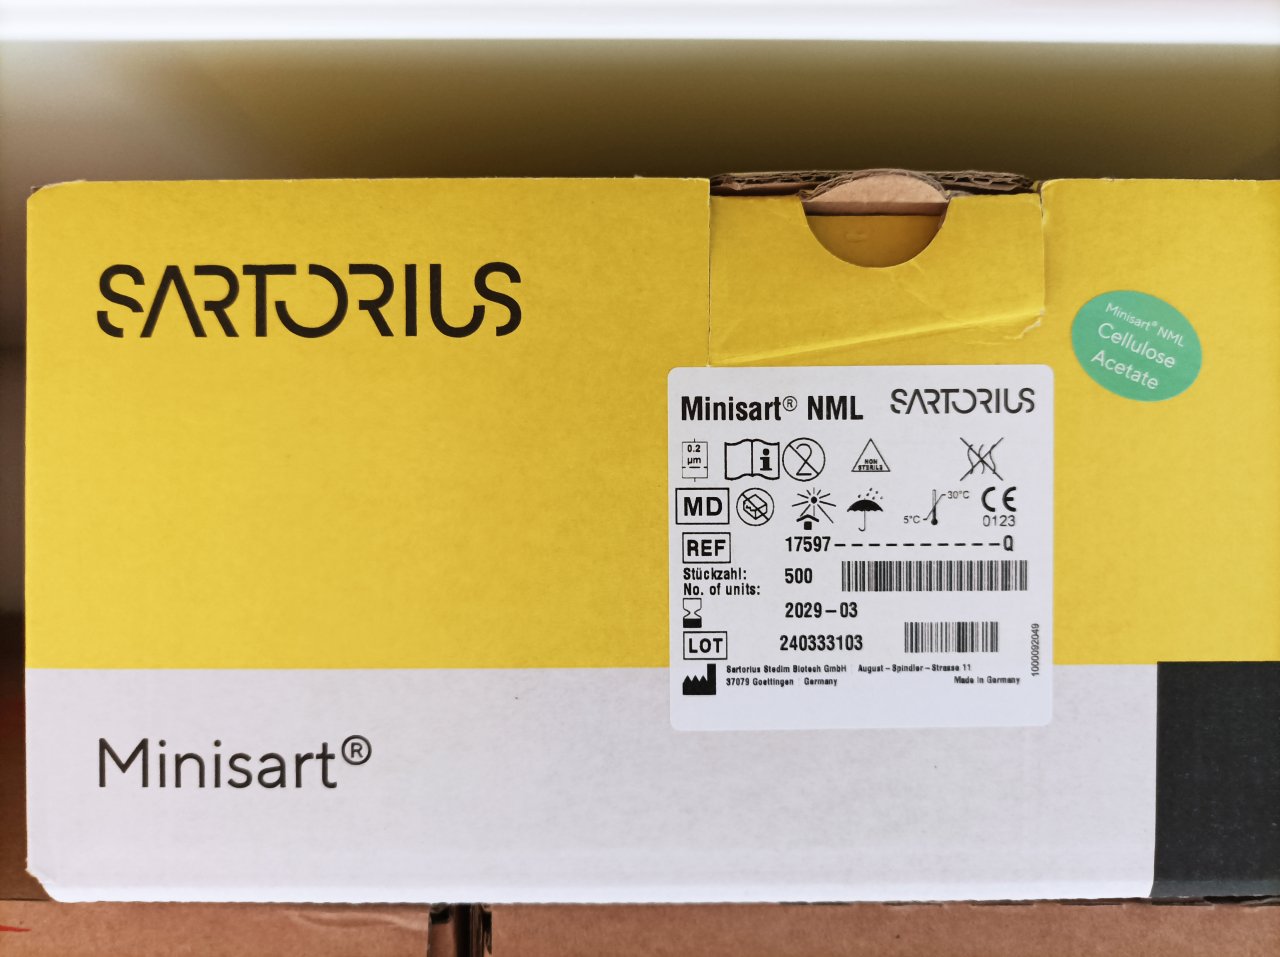 SARTORIUS
Minisart® NML
Cellulose
Acetate
Minisart® NML SARTORIUS
0.2
µm
NON
STERILE
MD
30°C
5°C
0123
REF 17597------------Q
Stückzahl: 500
No. of units:
2029-03
LOT 240333103
1000092049
Sartorius Stedim Biotech GmbH | August-Spindler-Strasse 11
37079 Goettingen | Germany Made in Germany
Minisart®